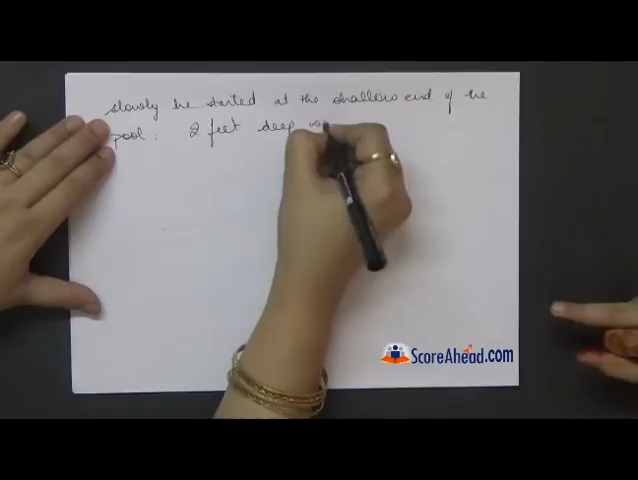 slowly he started at the shallow end of the
pool : 2 feet deep
ScoreAhead.com